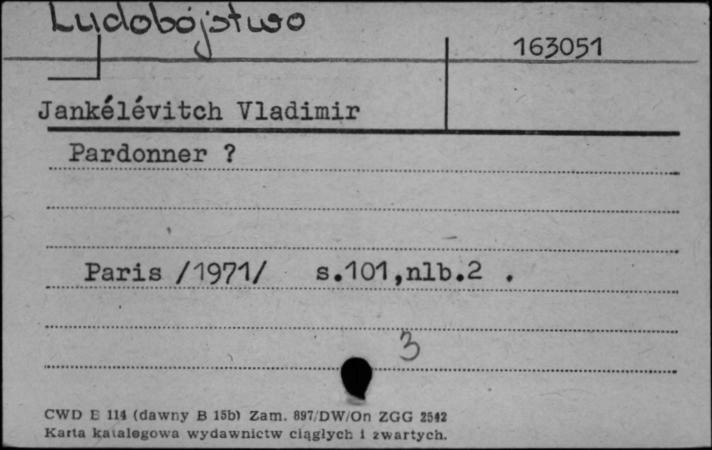 Ludobójstwo
163051
Jankélévitch Vladimir
Pardonner ?
Paris /1971/ s.101,nlb.2 .
3
CWD E 114 (dawny B 15b) Zam. 897/DW/On ZGG 2542
Karta katalogowa wydawnictw ciągłych i zwartych.